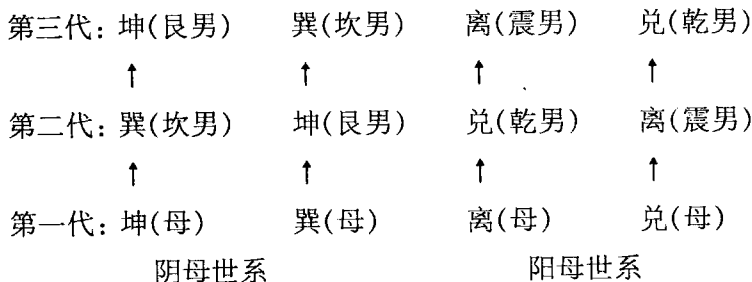 第三代: 坤(艮男) 巽(坎男) 离(震男) 兑(乾男)
↑ ↑ ↑ ↑
第二代: 巽(坎男) 坤(艮男) 兑(乾男) 离(震男)
↑ ↑ ↑ ↑
第一代: 坤(母) 巽(母) 离(母) 兑(母)
阴母世系 阳母世系